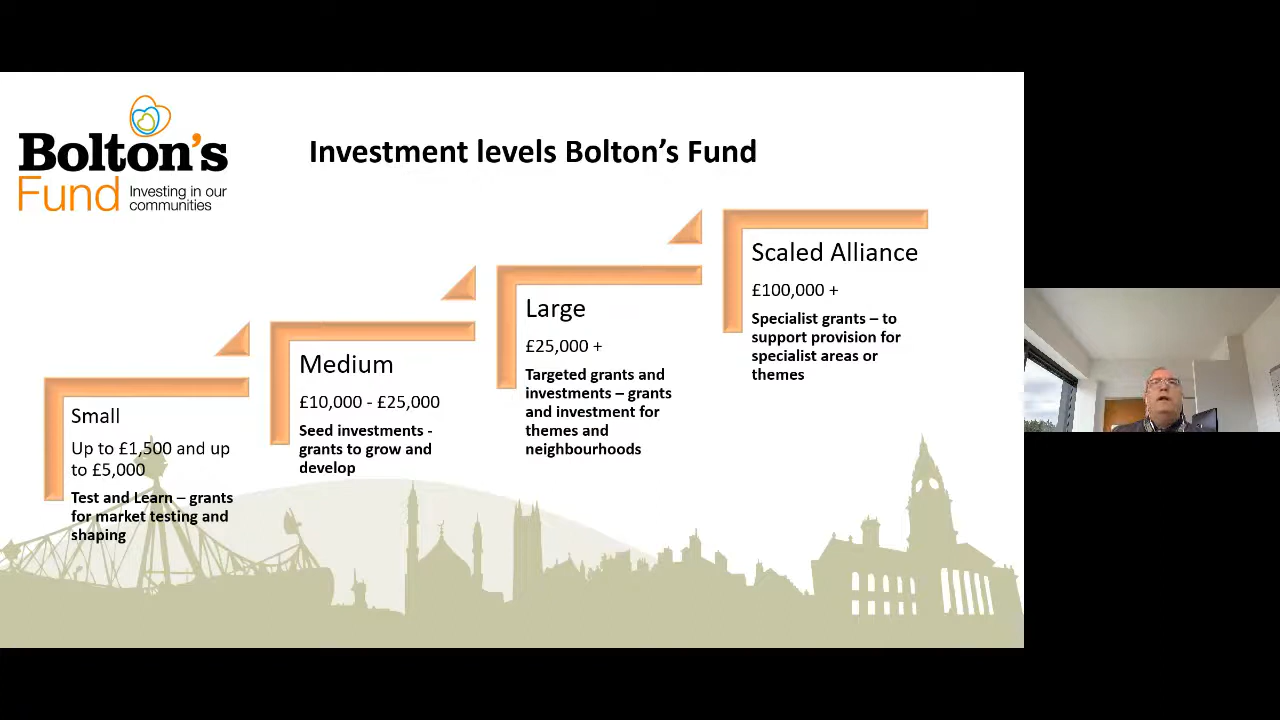 Bolton's
Fund
Investing in our
communities
Investment levels Bolton’s Fund
Small
Up to £1,500 and up
to £5,000
Test and Learn – grants
for market testing and
shaping
Medium
£10,000 - £25,000
Seed investments -
grants to grow and
develop
Large
£25,000 +
Targeted grants and
investments – grants
and investment for
themes and
neighbourhoods
Scaled Alliance
£100,000 +
Specialist grants – to
support provision for
specialist areas or
themes